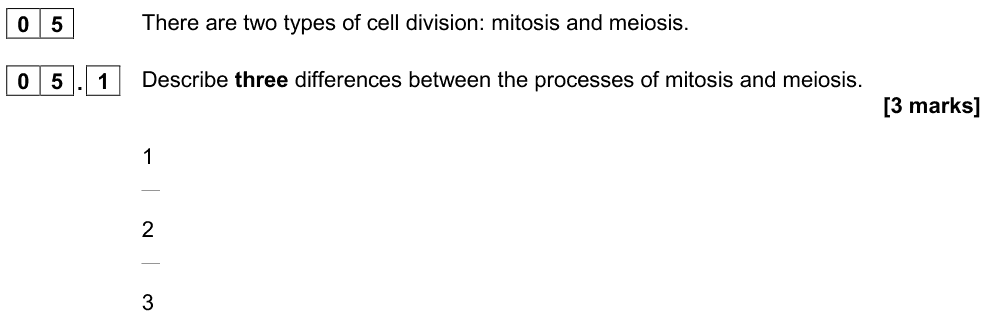 0 5 There are two types of cell division: mitosis and meiosis.
0 5 . 1 Describe three differences between the processes of mitosis and meiosis.
[3 marks]
1
2
3